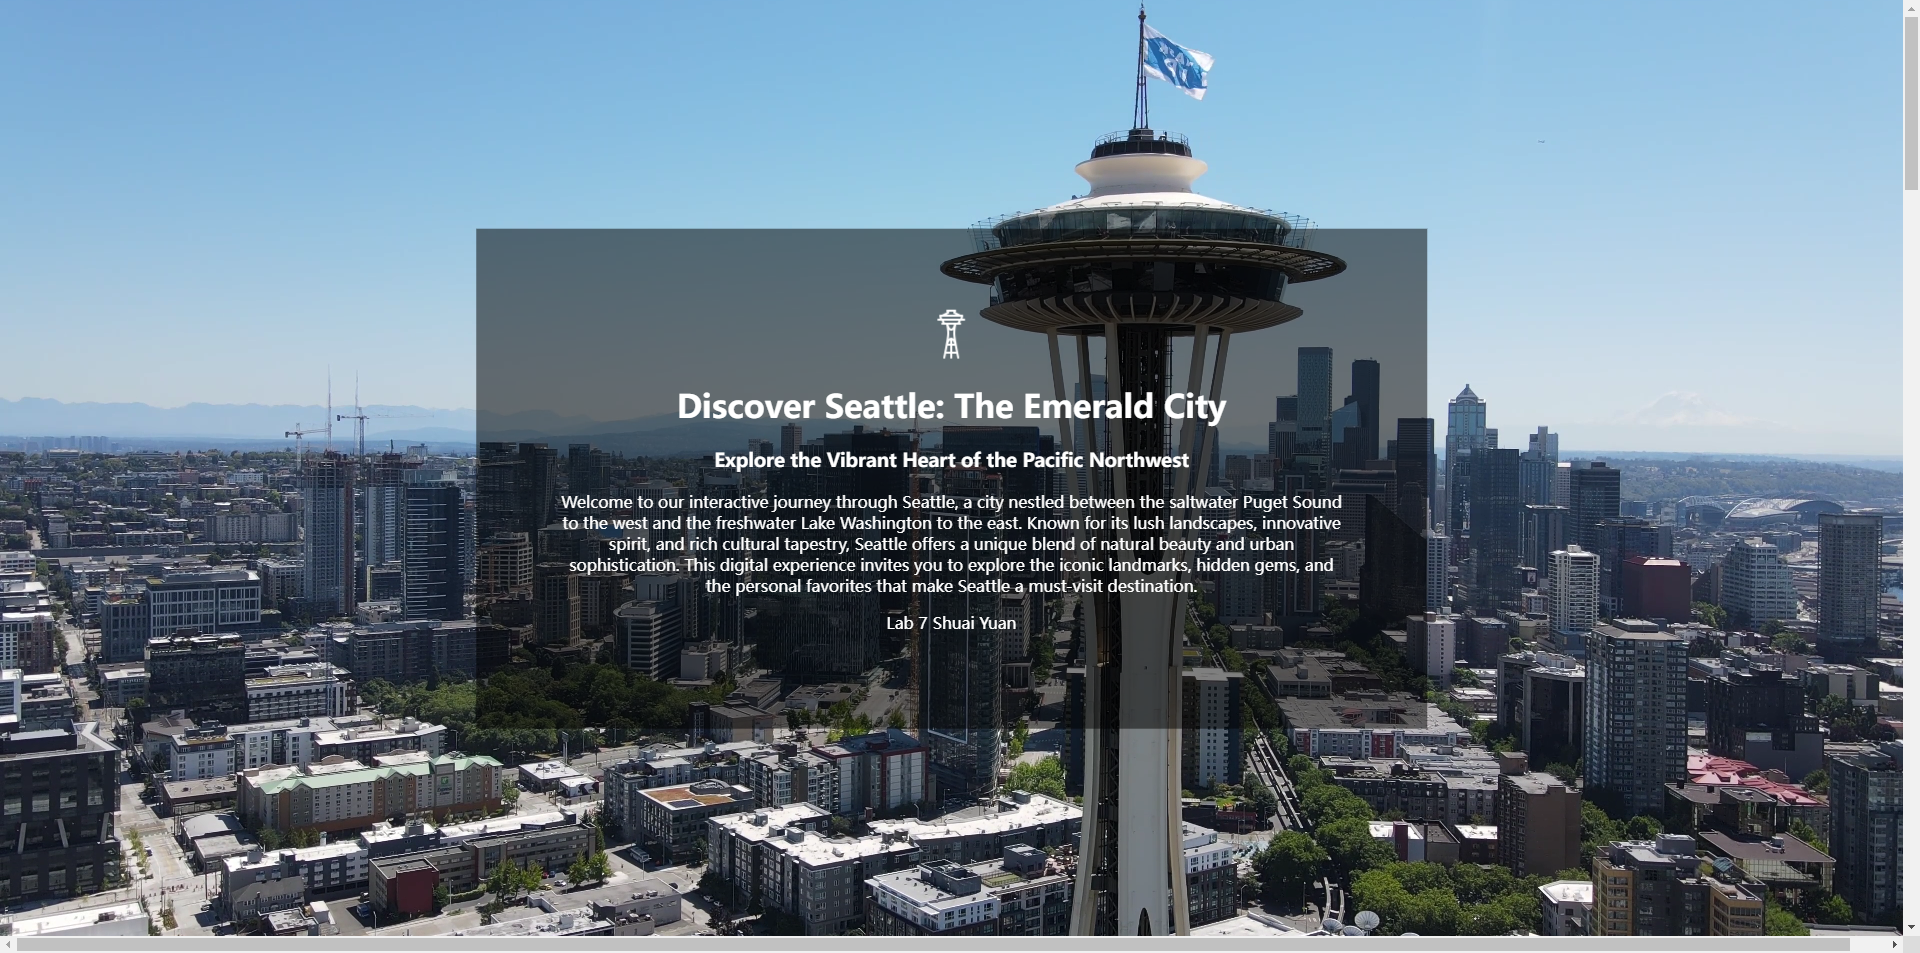 Discover Seattle: The Emerald City
Explore the Vibrant Heart of the Pacific Northwest
Welcome to our interactive journey through Seattle, a city nestled between the saltwater Puget Sound
to the west and the freshwater Lake Washington to the east. Known for its lush landscapes, innovative
spirit, and rich cultural tapestry, Seattle offers a unique blend of natural beauty and urban
sophistication. This digital experience invites you to explore the iconic landmarks, hidden gems, and
the personal favorites that make Seattle a must-visit destination.
Lab 7 Shuai Yuan